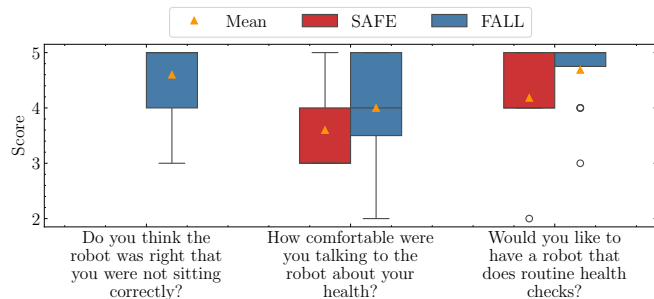 Mean SAFE FALL
5
4
3
2
Score
Do you think the
robot was right that
you were not sitting
correctly?
How comfortable were
you talking to the
robot about your
health?
Would you like to
have a robot that
does routine health
checks?